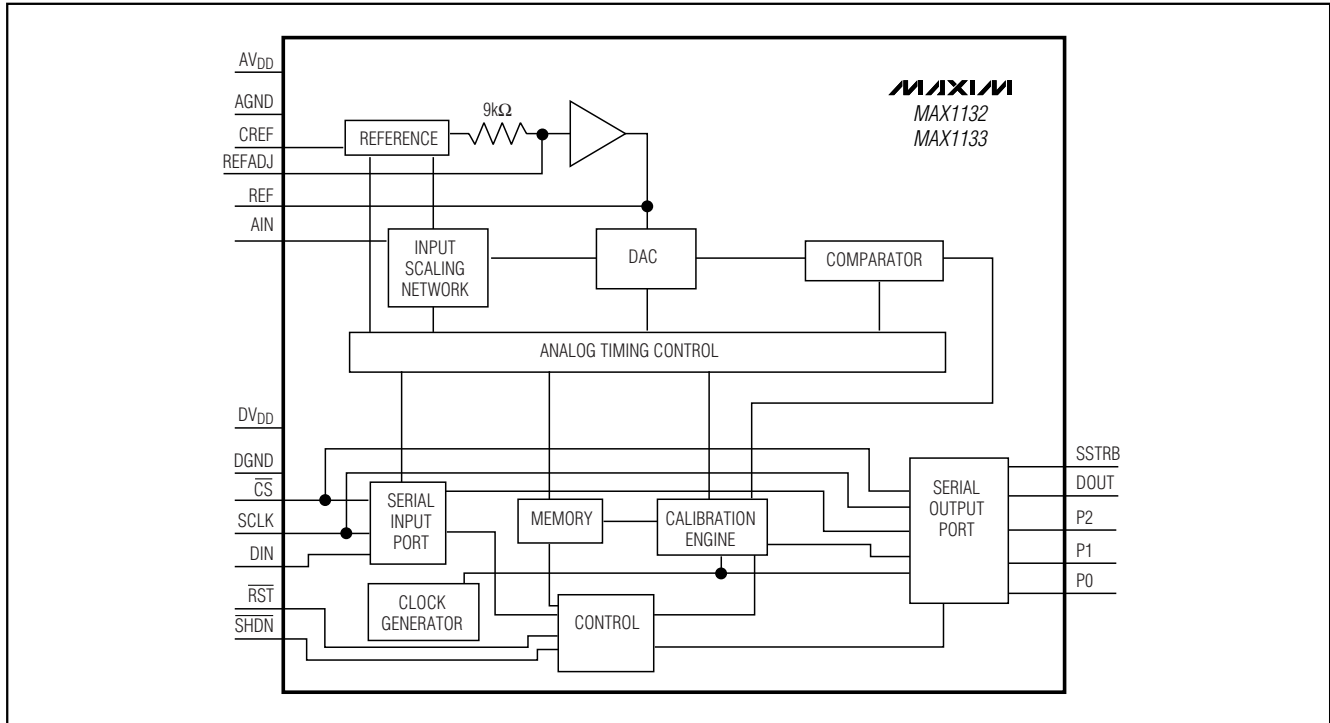 AVDD
AGND
CREF
REFADJ
REF
AIN
9kΩ
REFERENCE
MAXIM
MAX1132
MAX1133
INPUT
SCALING
NETWORK
DAC
COMPARATOR
ANALOG TIMING CONTROL
DVDD
DGND
CS
SCLK
DIN
RST
SHDN
SERIAL
INPUT
PORT
MEMORY
CALIBRATION
ENGINE
CLOCK
GENERATOR
CONTROL
SERIAL
OUTPUT
PORT
SSTRB
DOUT
P2
P1
P0